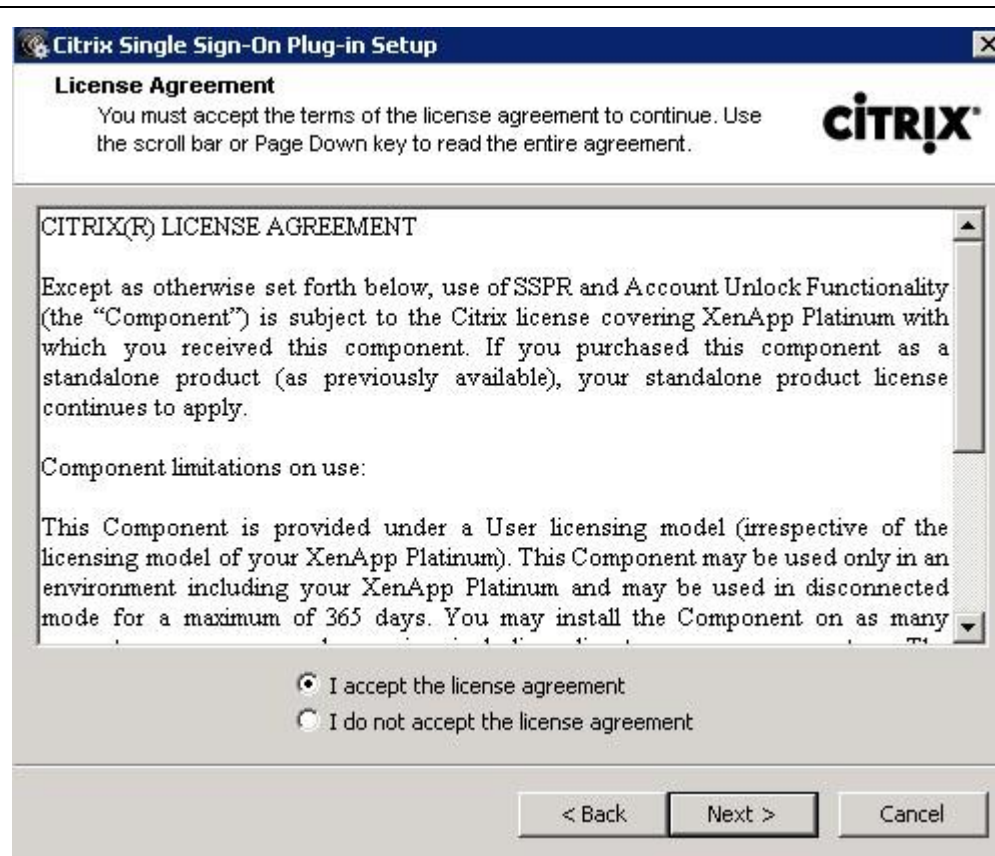 Citrix Single Sign-On Plug-in Setup
License Agreement
You must accept the terms of the license agreement to continue. Use
the scroll bar or Page Down key to read the entire agreement.
CITRIX
CITRIX(R) LICENSE AGREEMENT
Except as otherwise set forth below, use of SSPR and Account Unlock Functionality
(the “Component”) is subject to the Citrix license covering XenApp Platinum with
which you received this component. If you purchased this component as a
standalone product (as previously available), your standalone product license
continues to apply.
Component limitations on use:
This Component is provided under a User licensing model (irrespective of the
licensing model of your XenApp Platinum). This Component may be used only in an
environment including your XenApp Platinum and may be used in disconnected
mode for a maximum of 365 days. You may install the Component on as many
I accept the license agreement
I do not accept the license agreement
< Back
Next >
Cancel